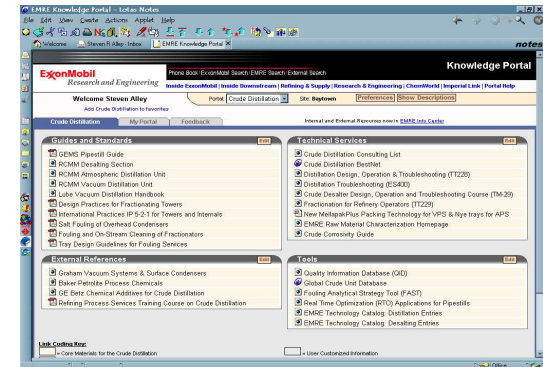 EMRE Knowledge Portal - Lotus Notes
File Edit View Create Actions Applet Help
Welcome Steven R Alley - Inbox EMRE Knowledge Portal
notes
Knowledge Portal
ExxonMobil
Research and Engineering
Phone Book ExxonMobil Search EMRE Search External Search
Inside ExxonMobil | Inside Downstream | Refining & Supply | Research & Engineering | ChemWorld | Imperial Link | Portal Help
Welcome Steven Alley
Portal Crude Distillation Site: Baytown Preferences Show Descriptions
Add Crude Distillation to favorites
Crude Distillation My Portal Feedback
Internal and External Resources now in EMRE Info Center
Guides and Standards Edit
GEMS Pipestill Guide
RCMM Desalting Section
RCMM Atmospheric Distillation Unit
RCMM Vacuum Distillation Unit
Lube Vacuum Distillation Handbook
Design Practices for Fractionating Towers
International Practices IP 5-2-1 for Towers and Internals
Salt Fouling of Overhead Condensers
Fouling and On-Stream Cleaning of Fractionators
Tray Design Guidelines for Fouling Services
Technical Services Edit
Crude Distillation Consulting List
Crude Distillation BestNet
Distillation Design, Operation & Troubleshooting (TT228)
Distillation Troubleshooting (ES400)
Crude Desalter Design, Operation and Troubleshooting Course (TM-29)
Fractionation for Refinery Operators (TT229)
New MellapakPlus Packing Technology for VPS & Nye trays for APS
EMRE Raw Material Characterization Homepage
Crude Corrosivity Guide
External References Edit
Graham Vacuum Systems & Surface Condensers
Baker Petrolite Process Chemicals
GE Betz Chemical Additives for Crude Distillation
Refining Process Services Training Course on Crude Distillation
Tools Edit
Quality Information Database (QID)
Global Crude Unit Database
Fouling Analytical Strategy Tool (FAST)
Real Time Optimization (RTO) Applications for Pipestills
EMRE Technology Catalog: Distillation Entries
EMRE Technology Catalog: Desalting Entries
Link Coding Key:
= Core Materials for the Crude Distillation
= User Customized Information
Office